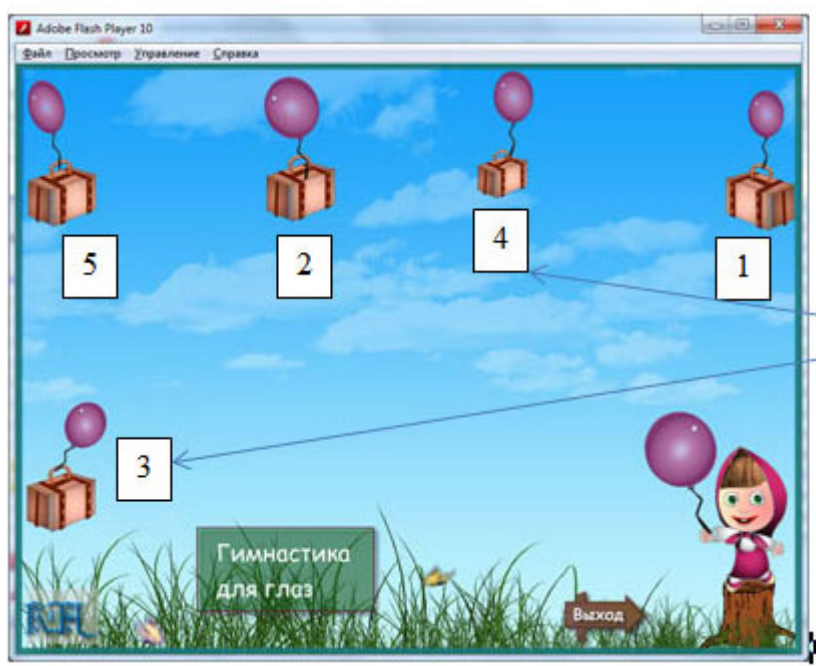 Adobe Flash Player 10
Файл Просмотр Управление Справка
5
2
4
1
3
Гимнастика
для глаз
Выход